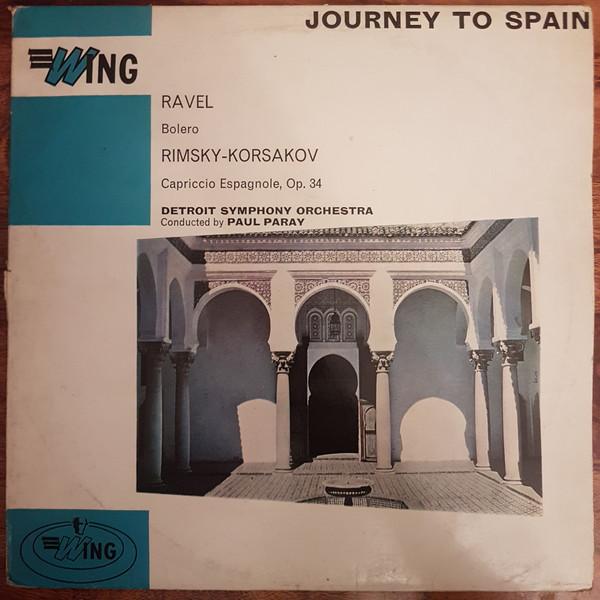 JOURNEY TO SPAIN
WING
RAVEL
Bolero
RIMSKY-KORSAKOV
Capriccio Espagnole, Op. 34
DETROIT SYMPHONY ORCHESTRA
Conducted by PAUL PARAY
WING